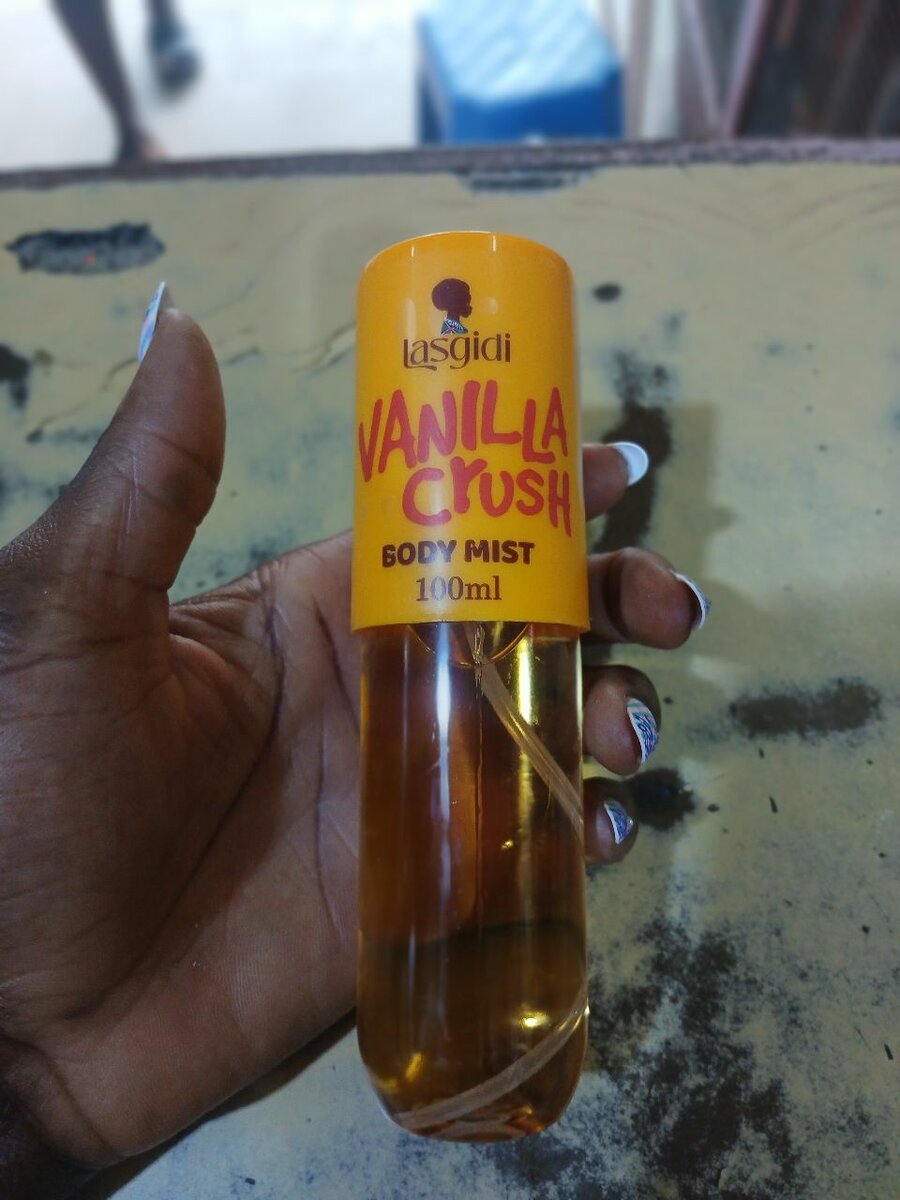 Lasgidi
VANILLA
CrUSH
BODY MIST
100ml